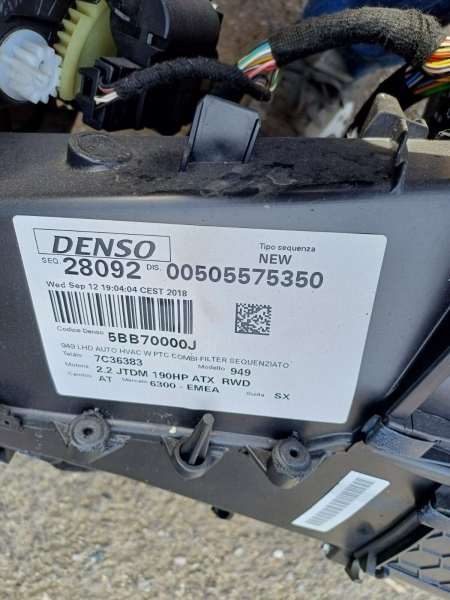 DENSO
Tipo sequenza
NEW
SEQ. 28092 DIS. 00505575350
Wed Sep 12 19:04:04 CEST 2018
Codice Denso 5BB70000J
949 LHD AUTO HVAC W PTC COMBI FILTER SEQUENZIATO
Telaio 7C36383 Modello 949
Motorizz 2.2 JTDM 190HP ATX RWD
Cambio AT Mercato 6300 - EMEA Guida SX